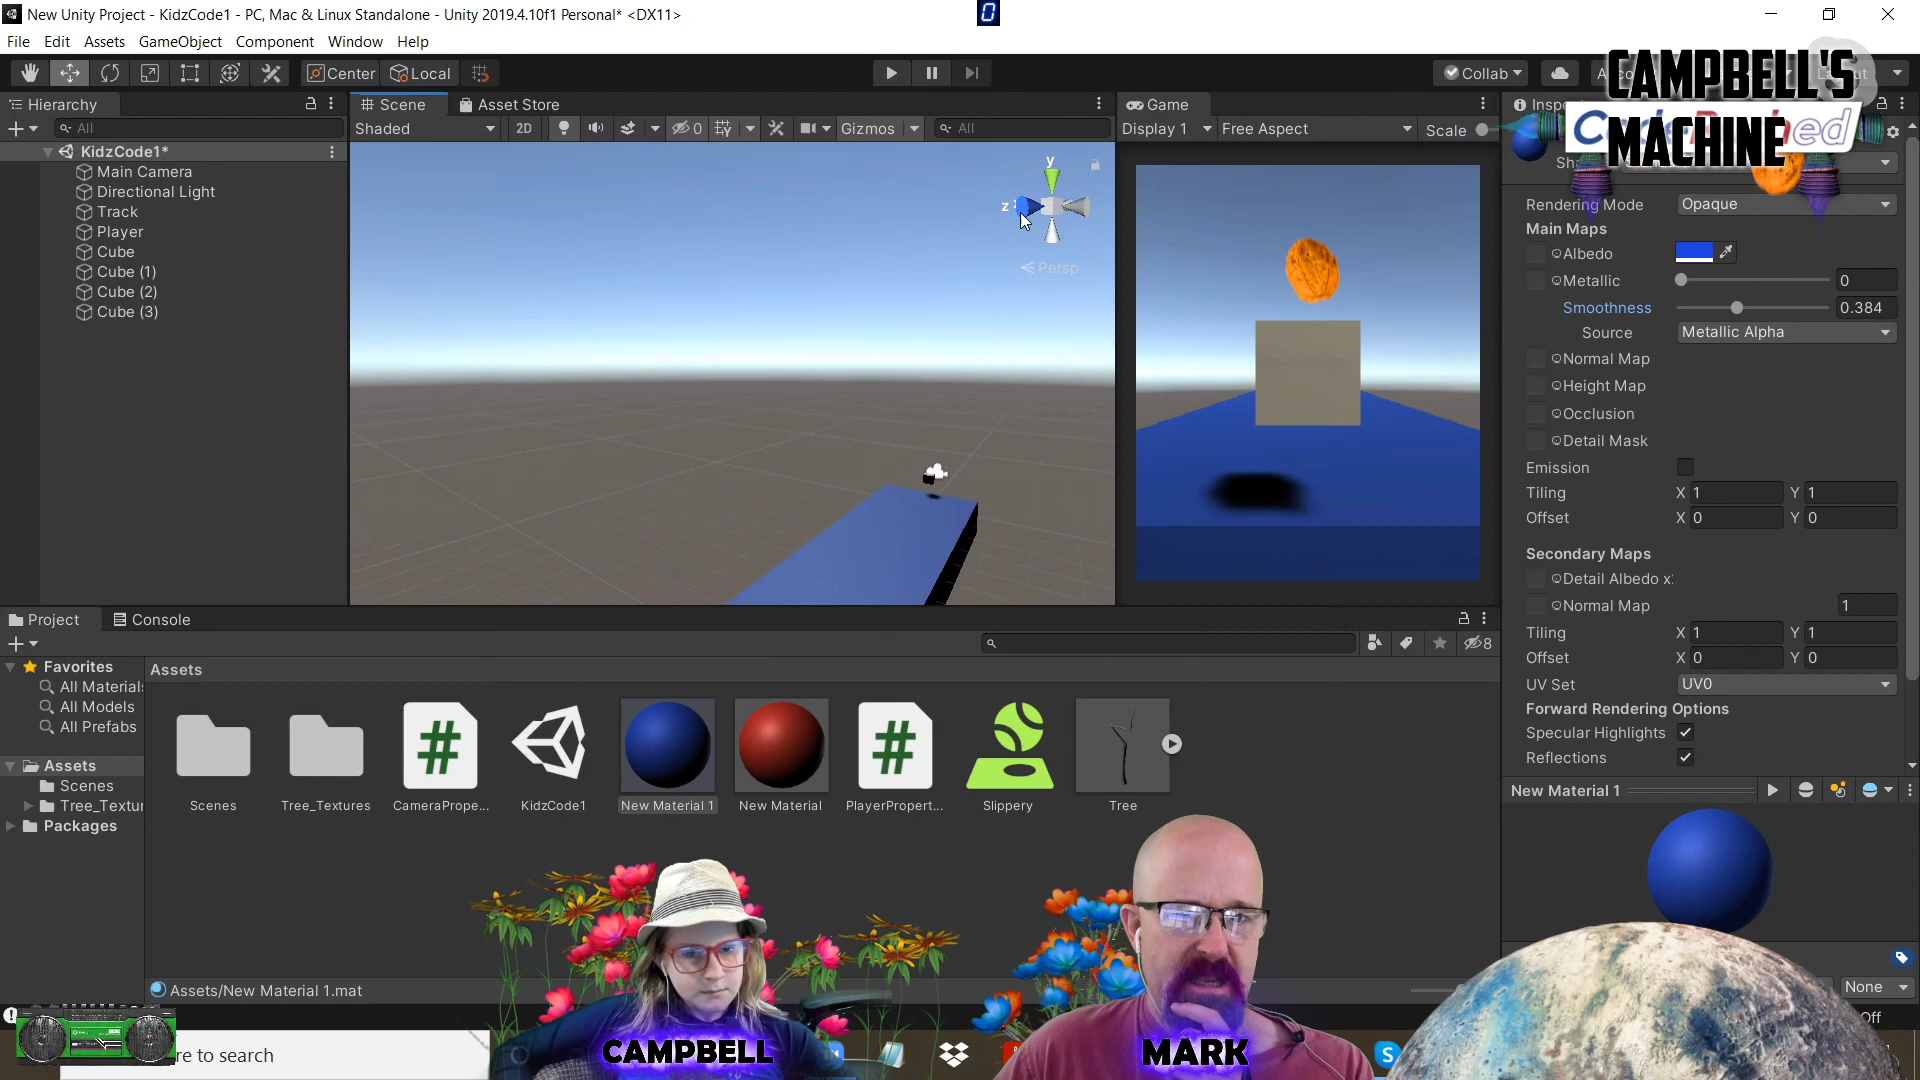 New Unity Project - KidzCode1 - PC, Mac & Linux Standalone - Unity 2019.4.10f1 Personal* <DX11>
0
File Edit Assets GameObject Component Window Help
Center Local
Collab
CAMPBELL'S
MACHINE
Hierarchy
Scene
Asset Store
Game
All
Shaded
2D
0
Gizmos
All
Display 1
Free Aspect
Scale
KidzCode1*
Main Camera
Directional Light
Track
Player
Cube
Cube (1)
Cube (2)
Cube (3)
y
z
Persp
Rendering Mode Opaque
Main Maps
Albedo
Metallic 0
Smoothness 0.384
Source Metallic Alpha
Normal Map
Height Map
Occlusion
Detail Mask
Emission
Tiling X 1 Y 1
Offset X 0 Y 0
Secondary Maps
Detail Albedo x
Normal Map 1
Tiling X 1 Y 1
Offset X 0 Y 0
UV Set UV0
Forward Rendering Options
Specular Highlights
Reflections
New Material 1
None
Off
Project
Console
8
Favorites
All Materials
All Models
All Prefabs
Assets
Scenes
Tree_Textur
Packages
Assets
Scenes
Tree_Textures
CameraPrope...
KidzCode1
New Material 1
New Material
PlayerPropert...
Slippery
Tree
Assets/New Material 1.mat
re to search
CAMPBELL
MARK